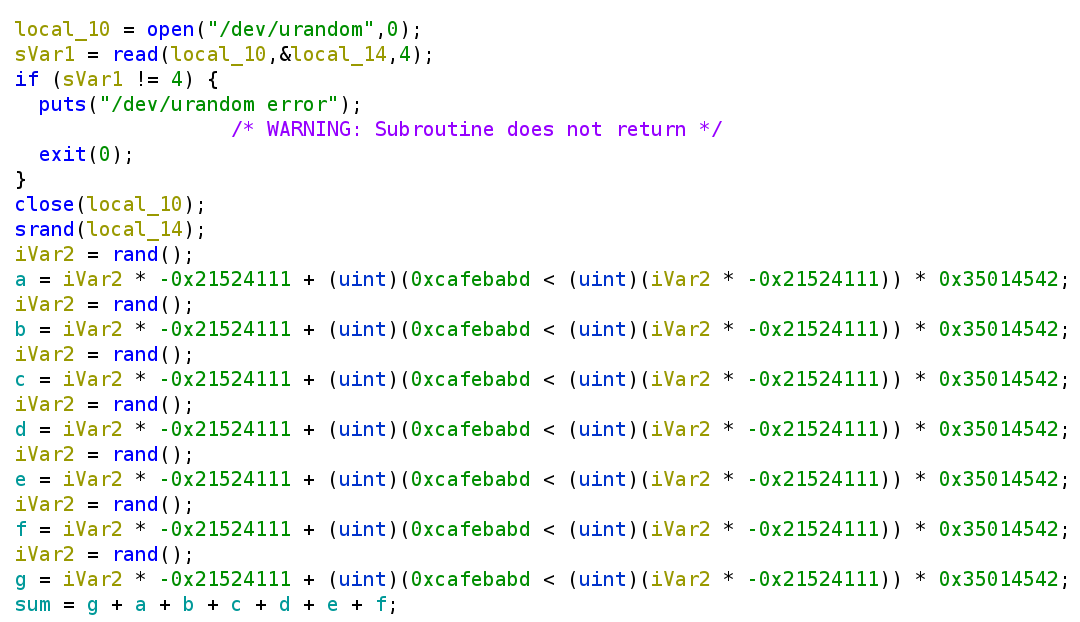 local_10 = open("/dev/urandom",0);
sVar1 = read(local_10,&local_14,4);
if (sVar1 != 4) {
  puts("/dev/urandom error");
                  /* WARNING: Subroutine does not return */
  exit(0);
}
close(local_10);
srand(local_14);
iVar2 = rand();
a = iVar2 * -0x21524111 + (uint)(0xcafebabd < (uint)(iVar2 * -0x21524111)) * 0x35014542;
iVar2 = rand();
b = iVar2 * -0x21524111 + (uint)(0xcafebabd < (uint)(iVar2 * -0x21524111)) * 0x35014542;
iVar2 = rand();
c = iVar2 * -0x21524111 + (uint)(0xcafebabd < (uint)(iVar2 * -0x21524111)) * 0x35014542;
iVar2 = rand();
d = iVar2 * -0x21524111 + (uint)(0xcafebabd < (uint)(iVar2 * -0x21524111)) * 0x35014542;
iVar2 = rand();
e = iVar2 * -0x21524111 + (uint)(0xcafebabd < (uint)(iVar2 * -0x21524111)) * 0x35014542;
iVar2 = rand();
f = iVar2 * -0x21524111 + (uint)(0xcafebabd < (uint)(iVar2 * -0x21524111)) * 0x35014542;
iVar2 = rand();
g = iVar2 * -0x21524111 + (uint)(0xcafebabd < (uint)(iVar2 * -0x21524111)) * 0x35014542;
sum = g + a + b + c + d + e + f;